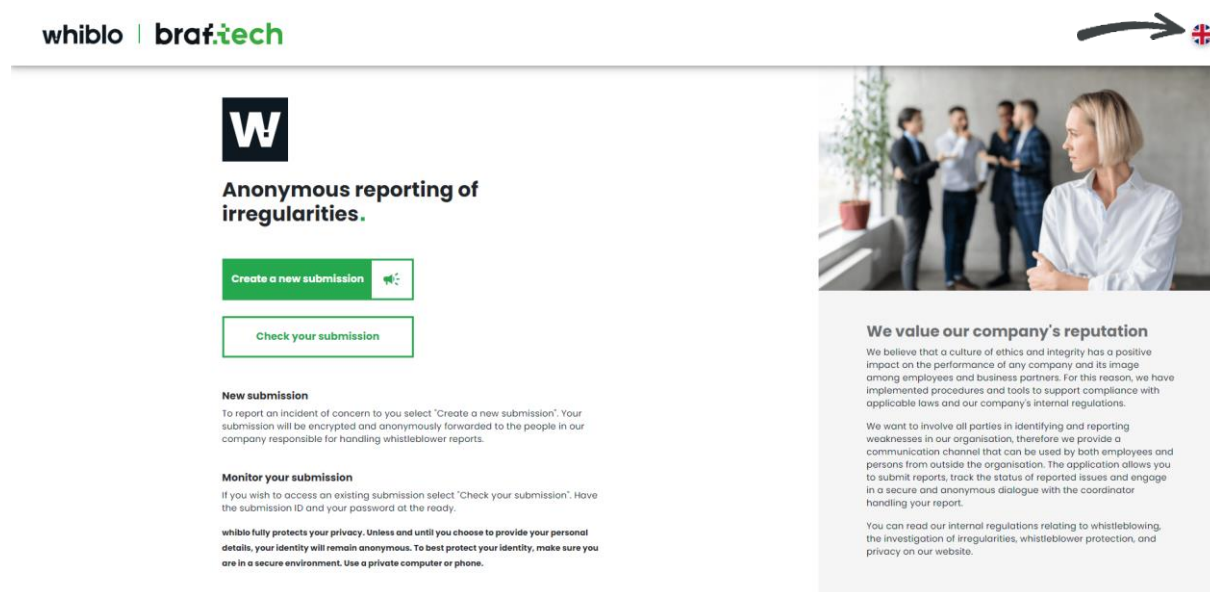 whiblo | braf.tech
W
Anonymous reporting of
irregularities.
Create a new submission
Check your submission
New submission
To report an incident of concern to you select "Create a new submission". Your
submission will be encrypted and anonymously forwarded to the people in our
company responsible for handling whistleblower reports.
Monitor your submission
If you wish to access an existing submission select "Check your submission". Have
the submission ID and your password at the ready.
whiblo fully protects your privacy. Unless and until you choose to provide your personal
details, your identity will remain anonymous. To best protect your identity, make sure you
are in a secure environment. Use a private computer or phone.
We value our company's reputation
We believe that a culture of ethics and integrity has a positive
impact on the performance of any company and its image
among employees and business partners. For this reason, we have
implemented procedures and tools to support compliance with
applicable laws and our company's internal regulations.
We want to involve all parties in identifying and reporting
weaknesses in our organisation, therefore we provide a
communication channel that can be used by both employees and
persons from outside the organisation. The application allows you
to submit reports, track the status of reported issues and engage
in a secure and anonymous dialogue with the coordinator
handling your report.
You can read our internal regulations relating to whistleblowing,
the investigation of irregularities, whistleblower protection, and
privacy on our website.